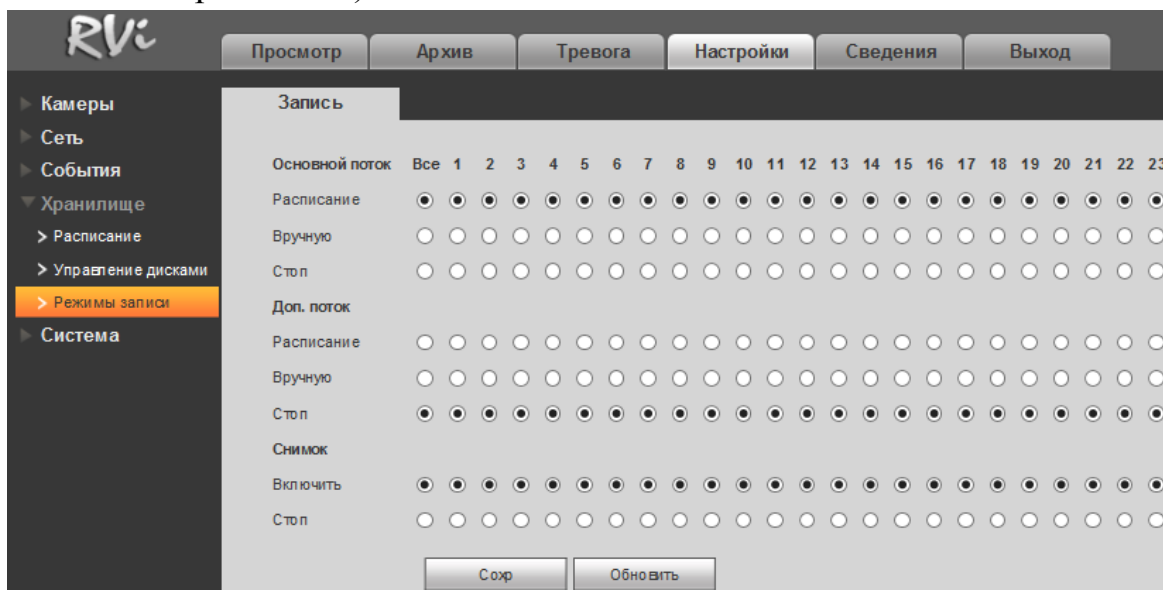 RVi
Просмотр Архив Тревога Настройки Сведения Выход
Камеры
Сеть
События
Хранилище
> Расписание
> Управление дисками
> Режимы записи
Система
Запись
Основной поток Все 1 2 3 4 5 6 7 8 9 10 11 12 13 14 15 16 17 18 19 20 21 22 23
Расписание
Вручную
Стоп
Доп. поток
Расписание
Вручную
Стоп
Снимок
Включить
Стоп
Сохр Обновить